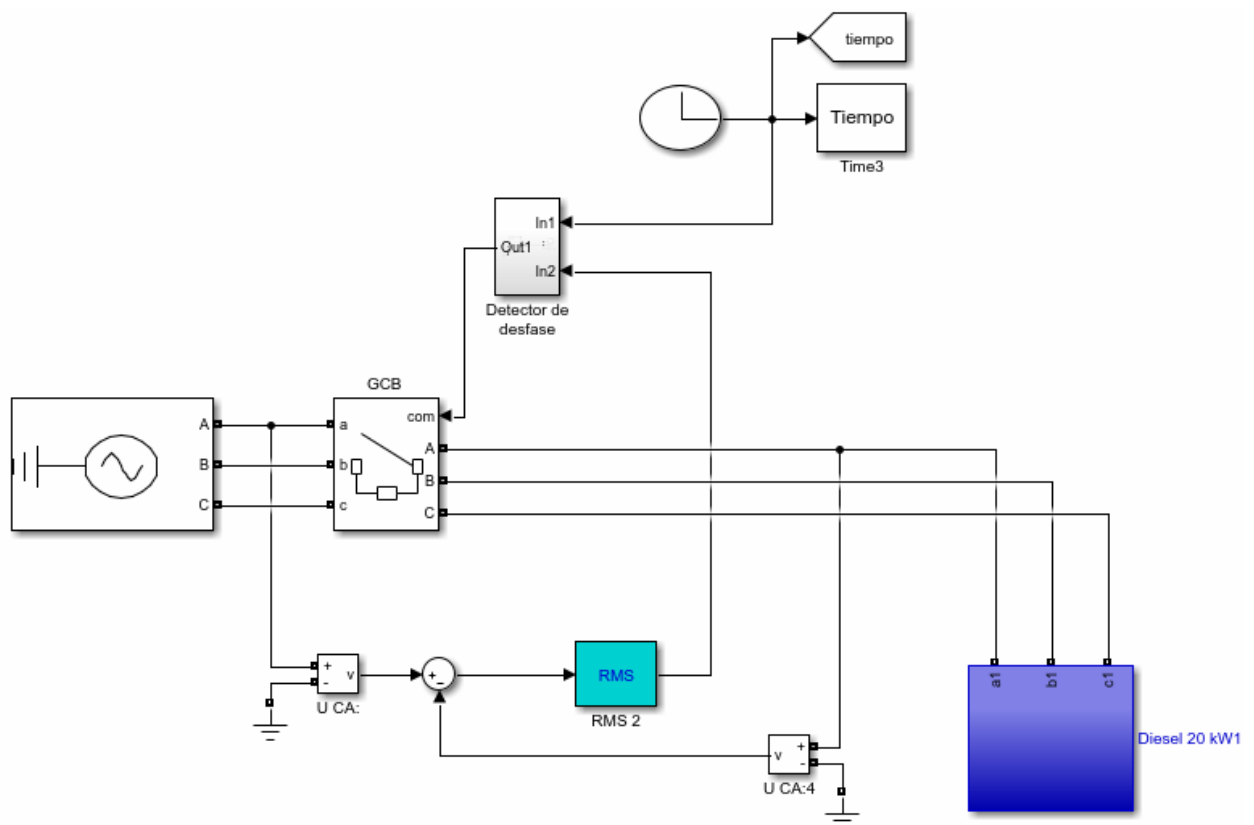 tiempo
Tiempo
Time3
In1
Out1
In2
Detector de
desfase
GCB
com
A
a
A
B
b
B
C
c
C
+
-
v
U CA:
+
-
RMS
RMS 2
v
+
-
U CA:4
a1
b1
c1
Diesel 20 kW1